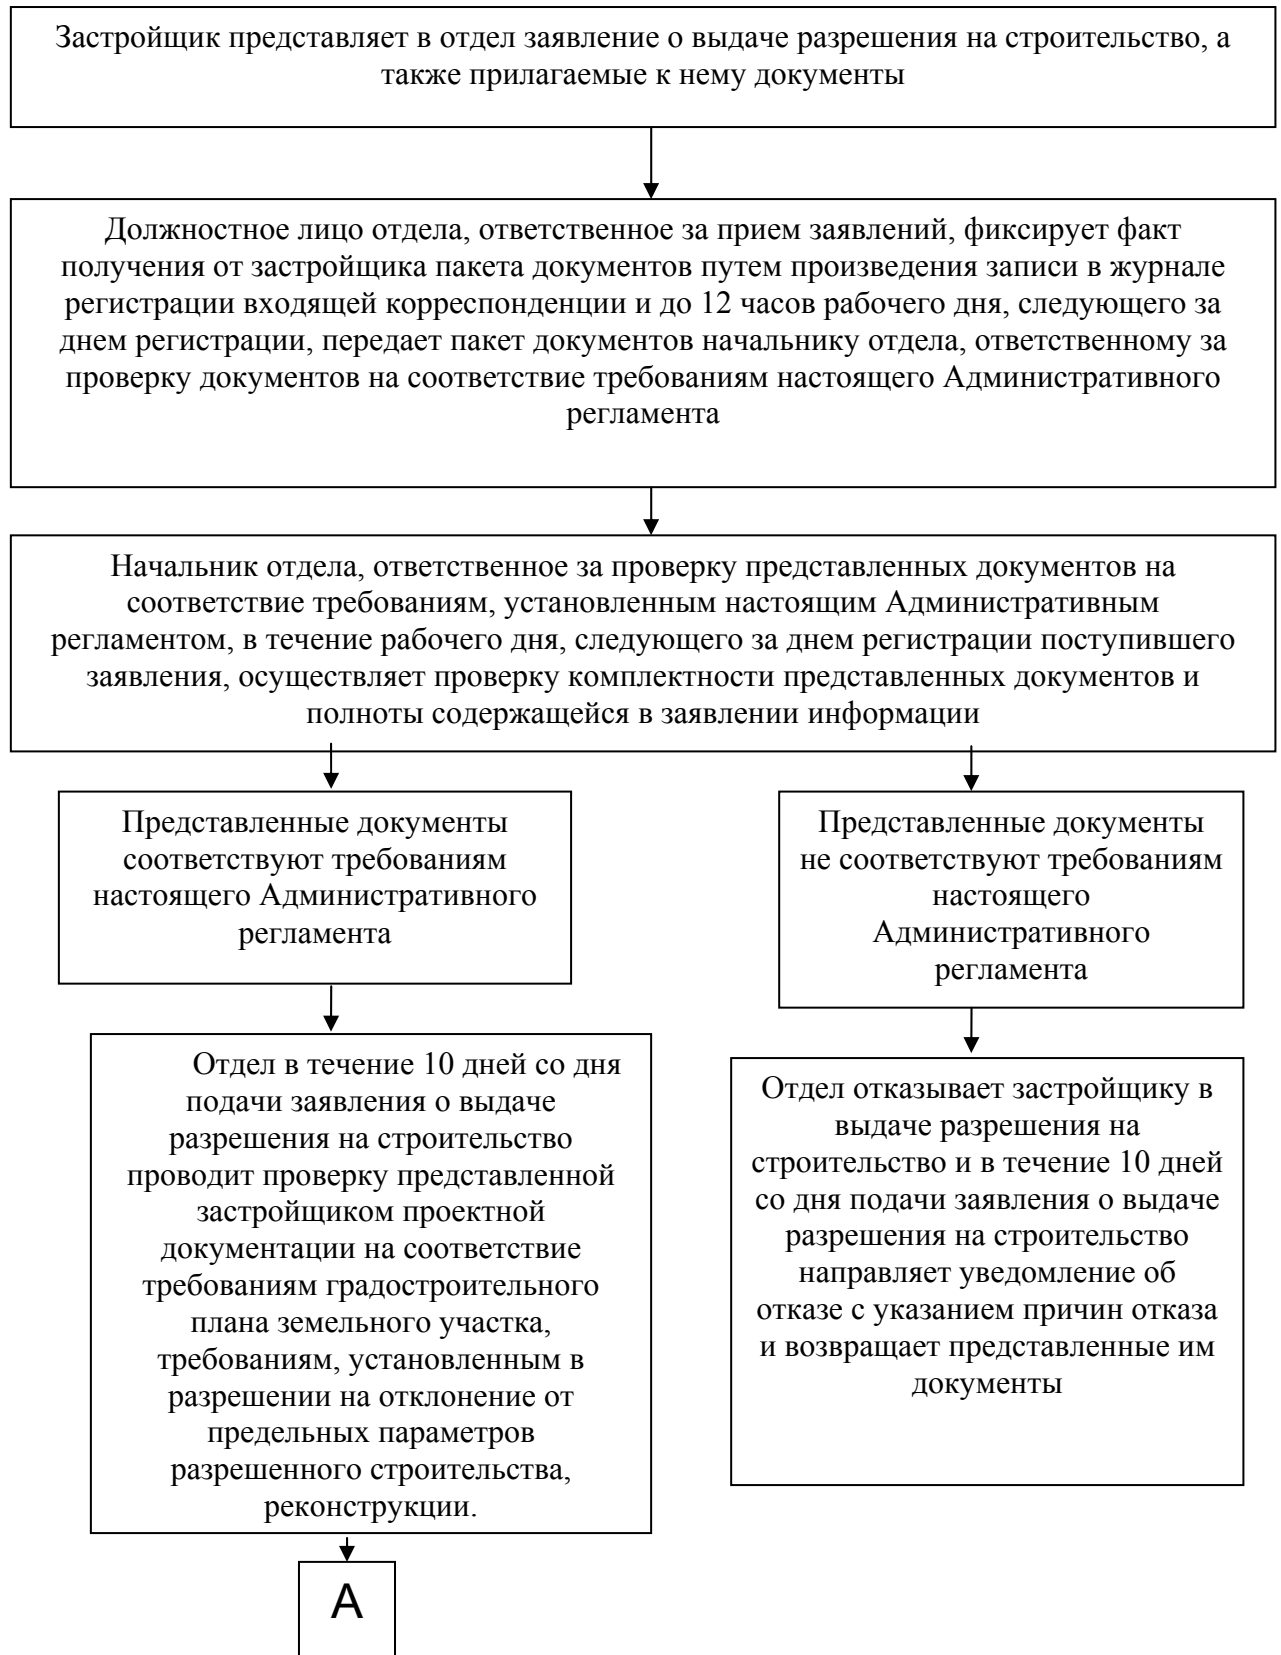 Застройщик представляет в отдел заявление о выдаче разрешения на строительство, а
также прилагаемые к нему документы
Должностное лицо отдела, ответственное за прием заявлений, фиксирует факт
получения от застройщика пакета документов путем произведения записи в журнале
регистрации входящей корреспонденции и до 12 часов рабочего дня, следующего за
днем регистрации, передает пакет документов начальнику отдела, ответственному за
проверку документов на соответствие требованиям настоящего Административного
регламента
Начальник отдела, ответственное за проверку представленных документов на
соответствие требованиям, установленным настоящим Административным
регламентом, в течение рабочего дня, следующего за днем регистрации поступившего
заявления, осуществляет проверку комплектности представленных документов и
полноты содержащейся в заявлении информации
Представленные документы
соответствуют требованиям
настоящего Административного
регламента
Представленные документы
не соответствуют требованиям
настоящего
Административного
регламента
Отдел в течение 10 дней со дня
подачи заявления о выдаче
разрешения на строительство
проводит проверку представленной
застройщиком проектной
документации на соответствие
требованиям градостроительного
плана земельного участка,
требованиям, установленным в
разрешении на отклонение от
предельных параметров
разрешенного строительства,
реконструкции.
Отдел отказывает застройщику в
выдаче разрешения на
строительство и в течение 10 дней
со дня подачи заявления о выдаче
разрешения на строительство
направляет уведомление об
отказе с указанием причин отказа
и возвращает представленные им
документы
А